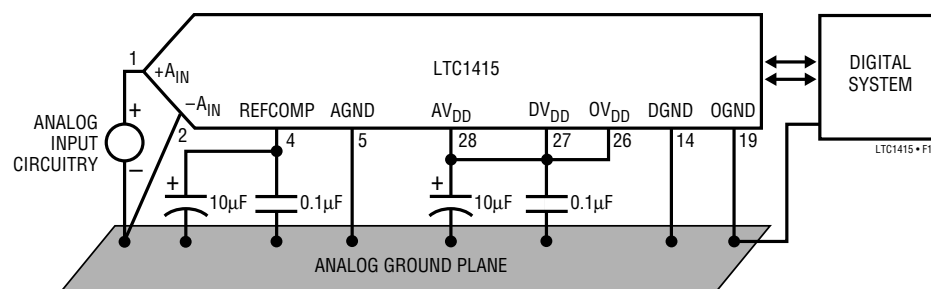 LTC1415
DIGITAL
SYSTEM
1
+AIN
−AIN
2
REFCOMP
4
AGND
5
AVDD
28
DVDD
27
OVDD
26
DGND
14
OGND
19
LTC1415 • F1
ANALOG
INPUT
CIRCUITRY
+
−
+
10µF
0.1µF
+
10µF
0.1µF
ANALOG GROUND PLANE